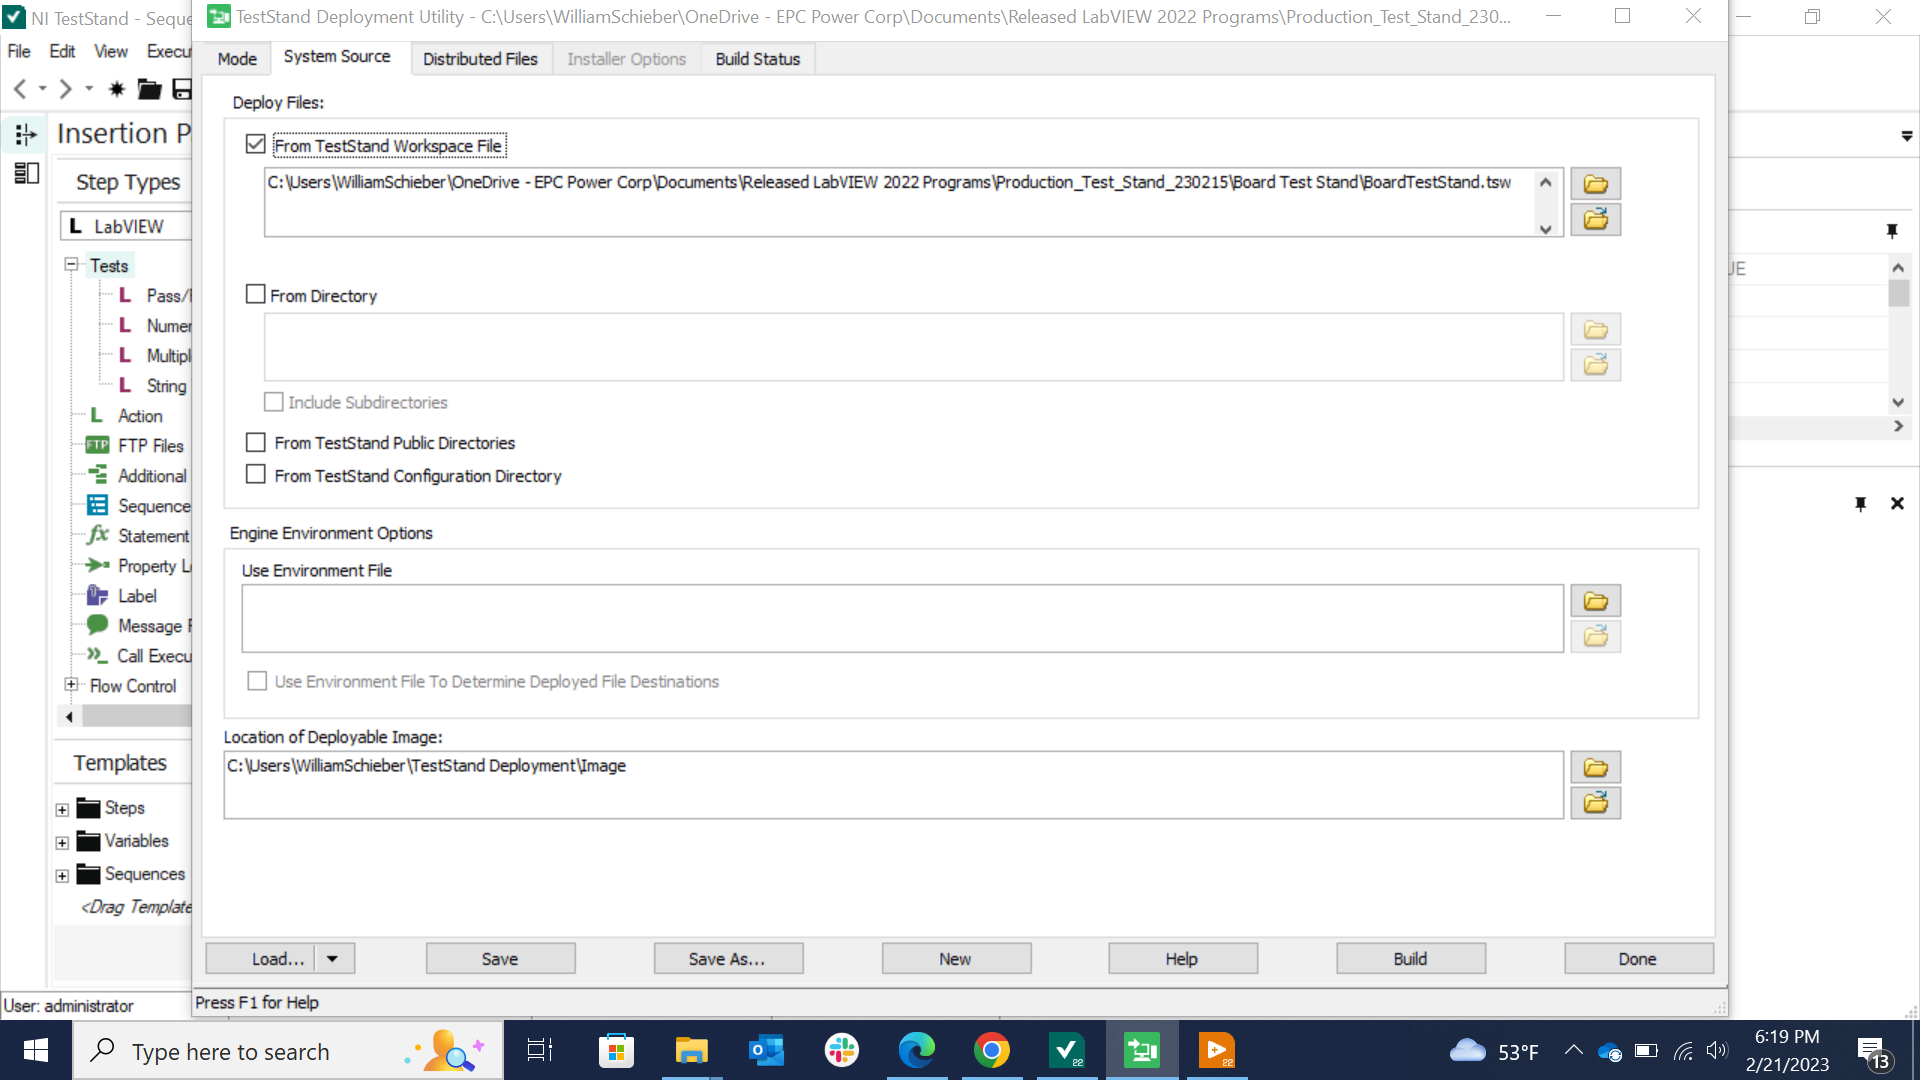 NI TestStand - Seque
TestStand Deployment Utility - C:\Users\WilliamSchieber\OneDrive - EPC Power Corp\Documents\Released LabVIEW 2022 Programs\Production_Test_Stand_230...
File Edit View Execu
Mode System Source Distributed Files Installer Options Build Status
Deploy Files:
Insertion P
From TestStand Workspace File
Step Types
C:\Users\WilliamSchieber\OneDrive - EPC Power Corp\Documents\Released LabVIEW 2022 Programs\Production_Test_Stand_230215\Board Test Stand\BoardTestStand.tsw
L LabVIEW
Tests
UE
L Pass/
From Directory
L Numer
L Multipl
L String
Include Subdirectories
L Action
FTP FTP Files
From TestStand Public Directories
Additional
From TestStand Configuration Directory
Sequence
fx Statement
Engine Environment Options
Property L
Use Environment File
Label
Message
Call Execu
Flow Control
Use Environment File To Determine Deployed File Destinations
Location of Deployable Image:
Templates
C:\Users\WilliamSchieber\TestStand Deployment\Image
Steps
Variables
Sequences
<Drag Template
Load... Save Save As... New Help Build Done
User: administrator
Press F1 for Help
Type here to search
22
22
53°F
6:19 PM
2/21/2023
13